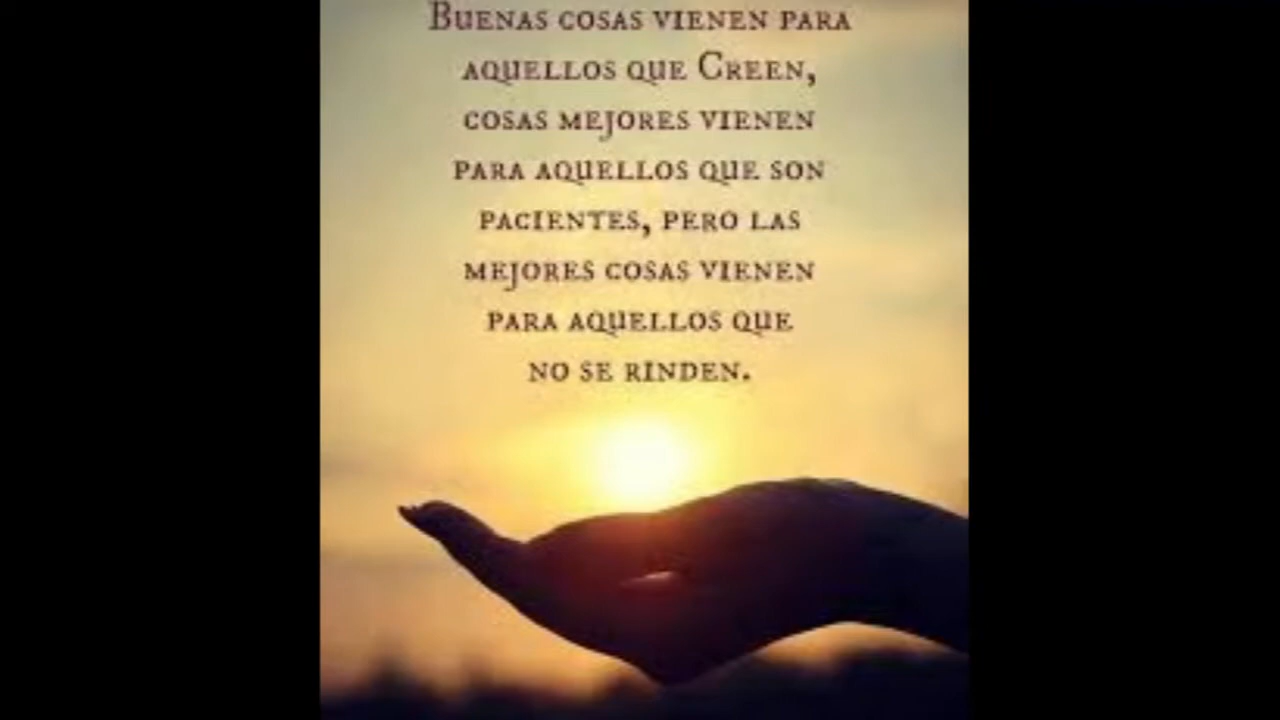 Buenas cosas vienen para
aquellos que Creen,
cosas mejores vienen
para aquellos que son
pacientes, pero las
mejores cosas vienen
para aquellos que
no se rinden.